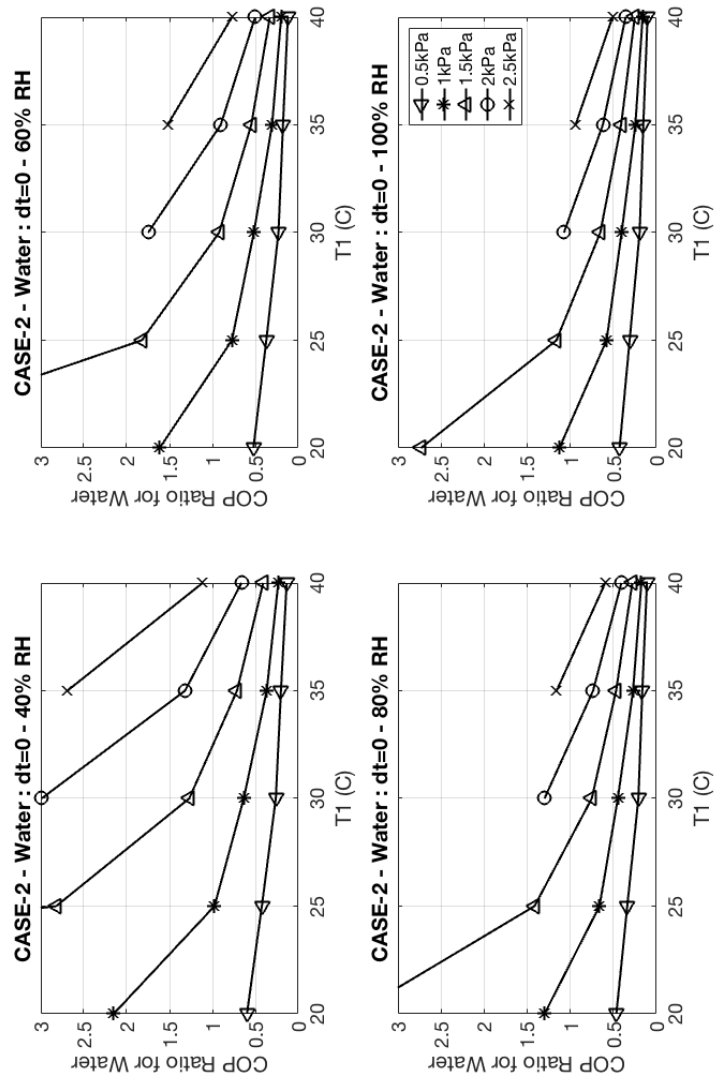 CASE-2 - Water : dt=0 - 40% RH
3
2.5
2
1.5
1
0.5
0
COP Ratio for Water
20
25
30
35
40
T1 (C)
CASE-2 - Water : dt=0 - 60% RH
3
2.5
2
1.5
1
0.5
0
COP Ratio for Water
20
25
30
35
40
T1 (C)
CASE-2 - Water : dt=0 - 80% RH
3
2.5
2
1.5
1
0.5
0
COP Ratio for Water
20
25
30
35
40
T1 (C)
CASE-2 - Water : dt=0 - 100% RH
3
2.5
2
1.5
1
0.5
0
COP Ratio for Water
20
25
30
35
40
T1 (C)
0.5kPa
1kPa
1.5kPa
2kPa
2.5kPa